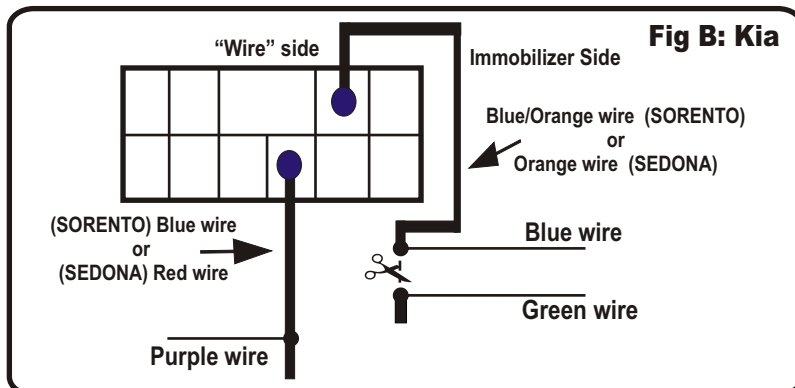 Fig B: Kia
“Wire” side
Immobilizer Side
Blue/Orange wire (SORENTO)
or
Orange wire (SEDONA)
(SORENTO) Blue wire
or
(SEDONA) Red wire
Blue wire
Green wire
Purple wire